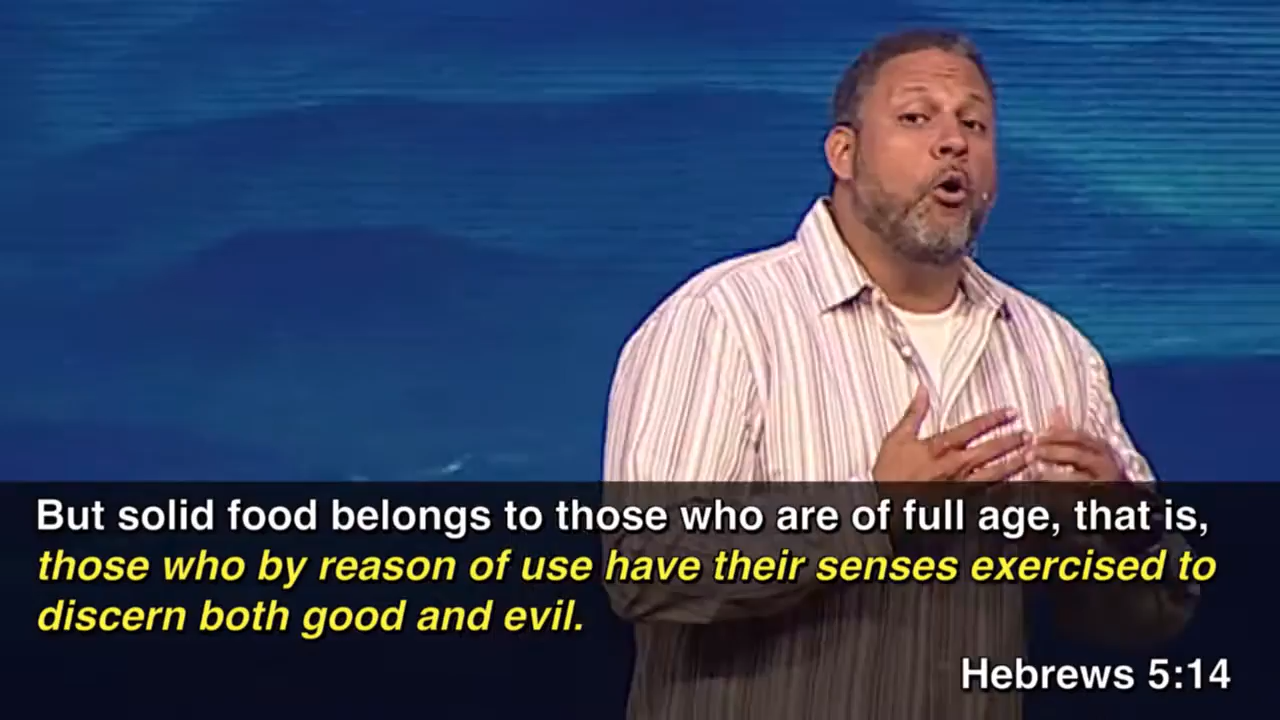 But solid food belongs to those who are of full age, that is,
those who by reason of use have their senses exercised to
discern both good and evil.
Hebrews 5:14